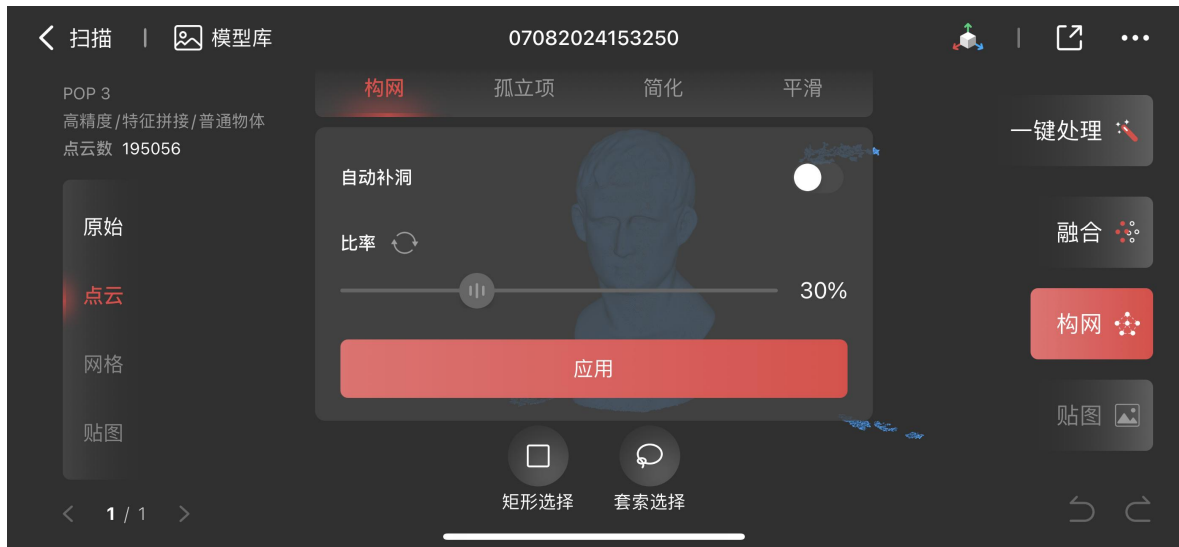 扫描
模型库
07082024153250
POP 3
高精度/特征拼接/普通物体
点云数 195056
构网
孤立项
简化
平滑
一键处理
自动补洞
原始
比率
融合
点云
30%
构网
网格
应用
贴图
贴图
矩形选择
套索选择
1 / 1